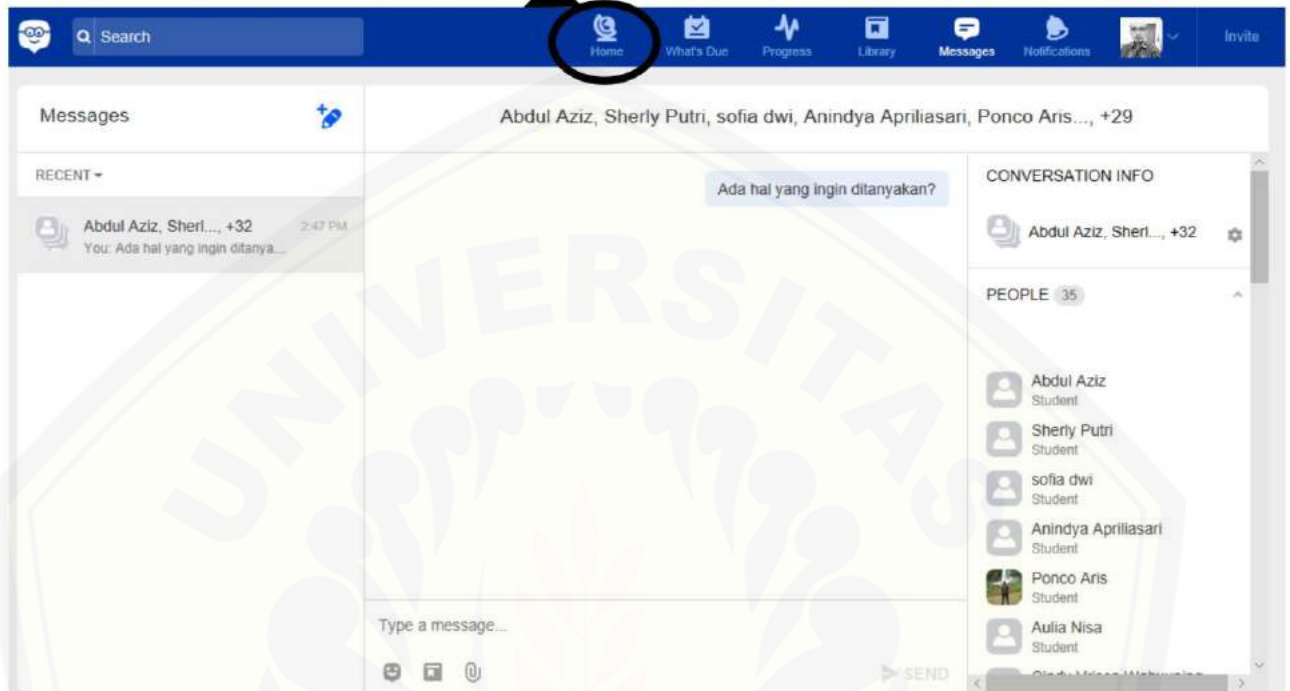 Search
Home
What's Due
Progress
Library
Messages
Notifications
Invite
Messages
Abdul Aziz, Sherly Putri, sofia dwi, Anindya Apriliasari, Ponco Aris..., +29
RECENT
Abdul Aziz, Sherl..., +32
2:47 PM
You: Ada hal yang ingin ditanya...
Ada hal yang ingin ditanyakan?
Type a message...
SEND
CONVERSATION INFO
Abdul Aziz, Sherl..., +32
PEOPLE 35
Abdul Aziz
Student
Sherly Putri
Student
sofia dwi
Student
Anindya Apriliasari
Student
Ponco Aris
Student
Aulia Nisa
Student
UNIVERSITAS